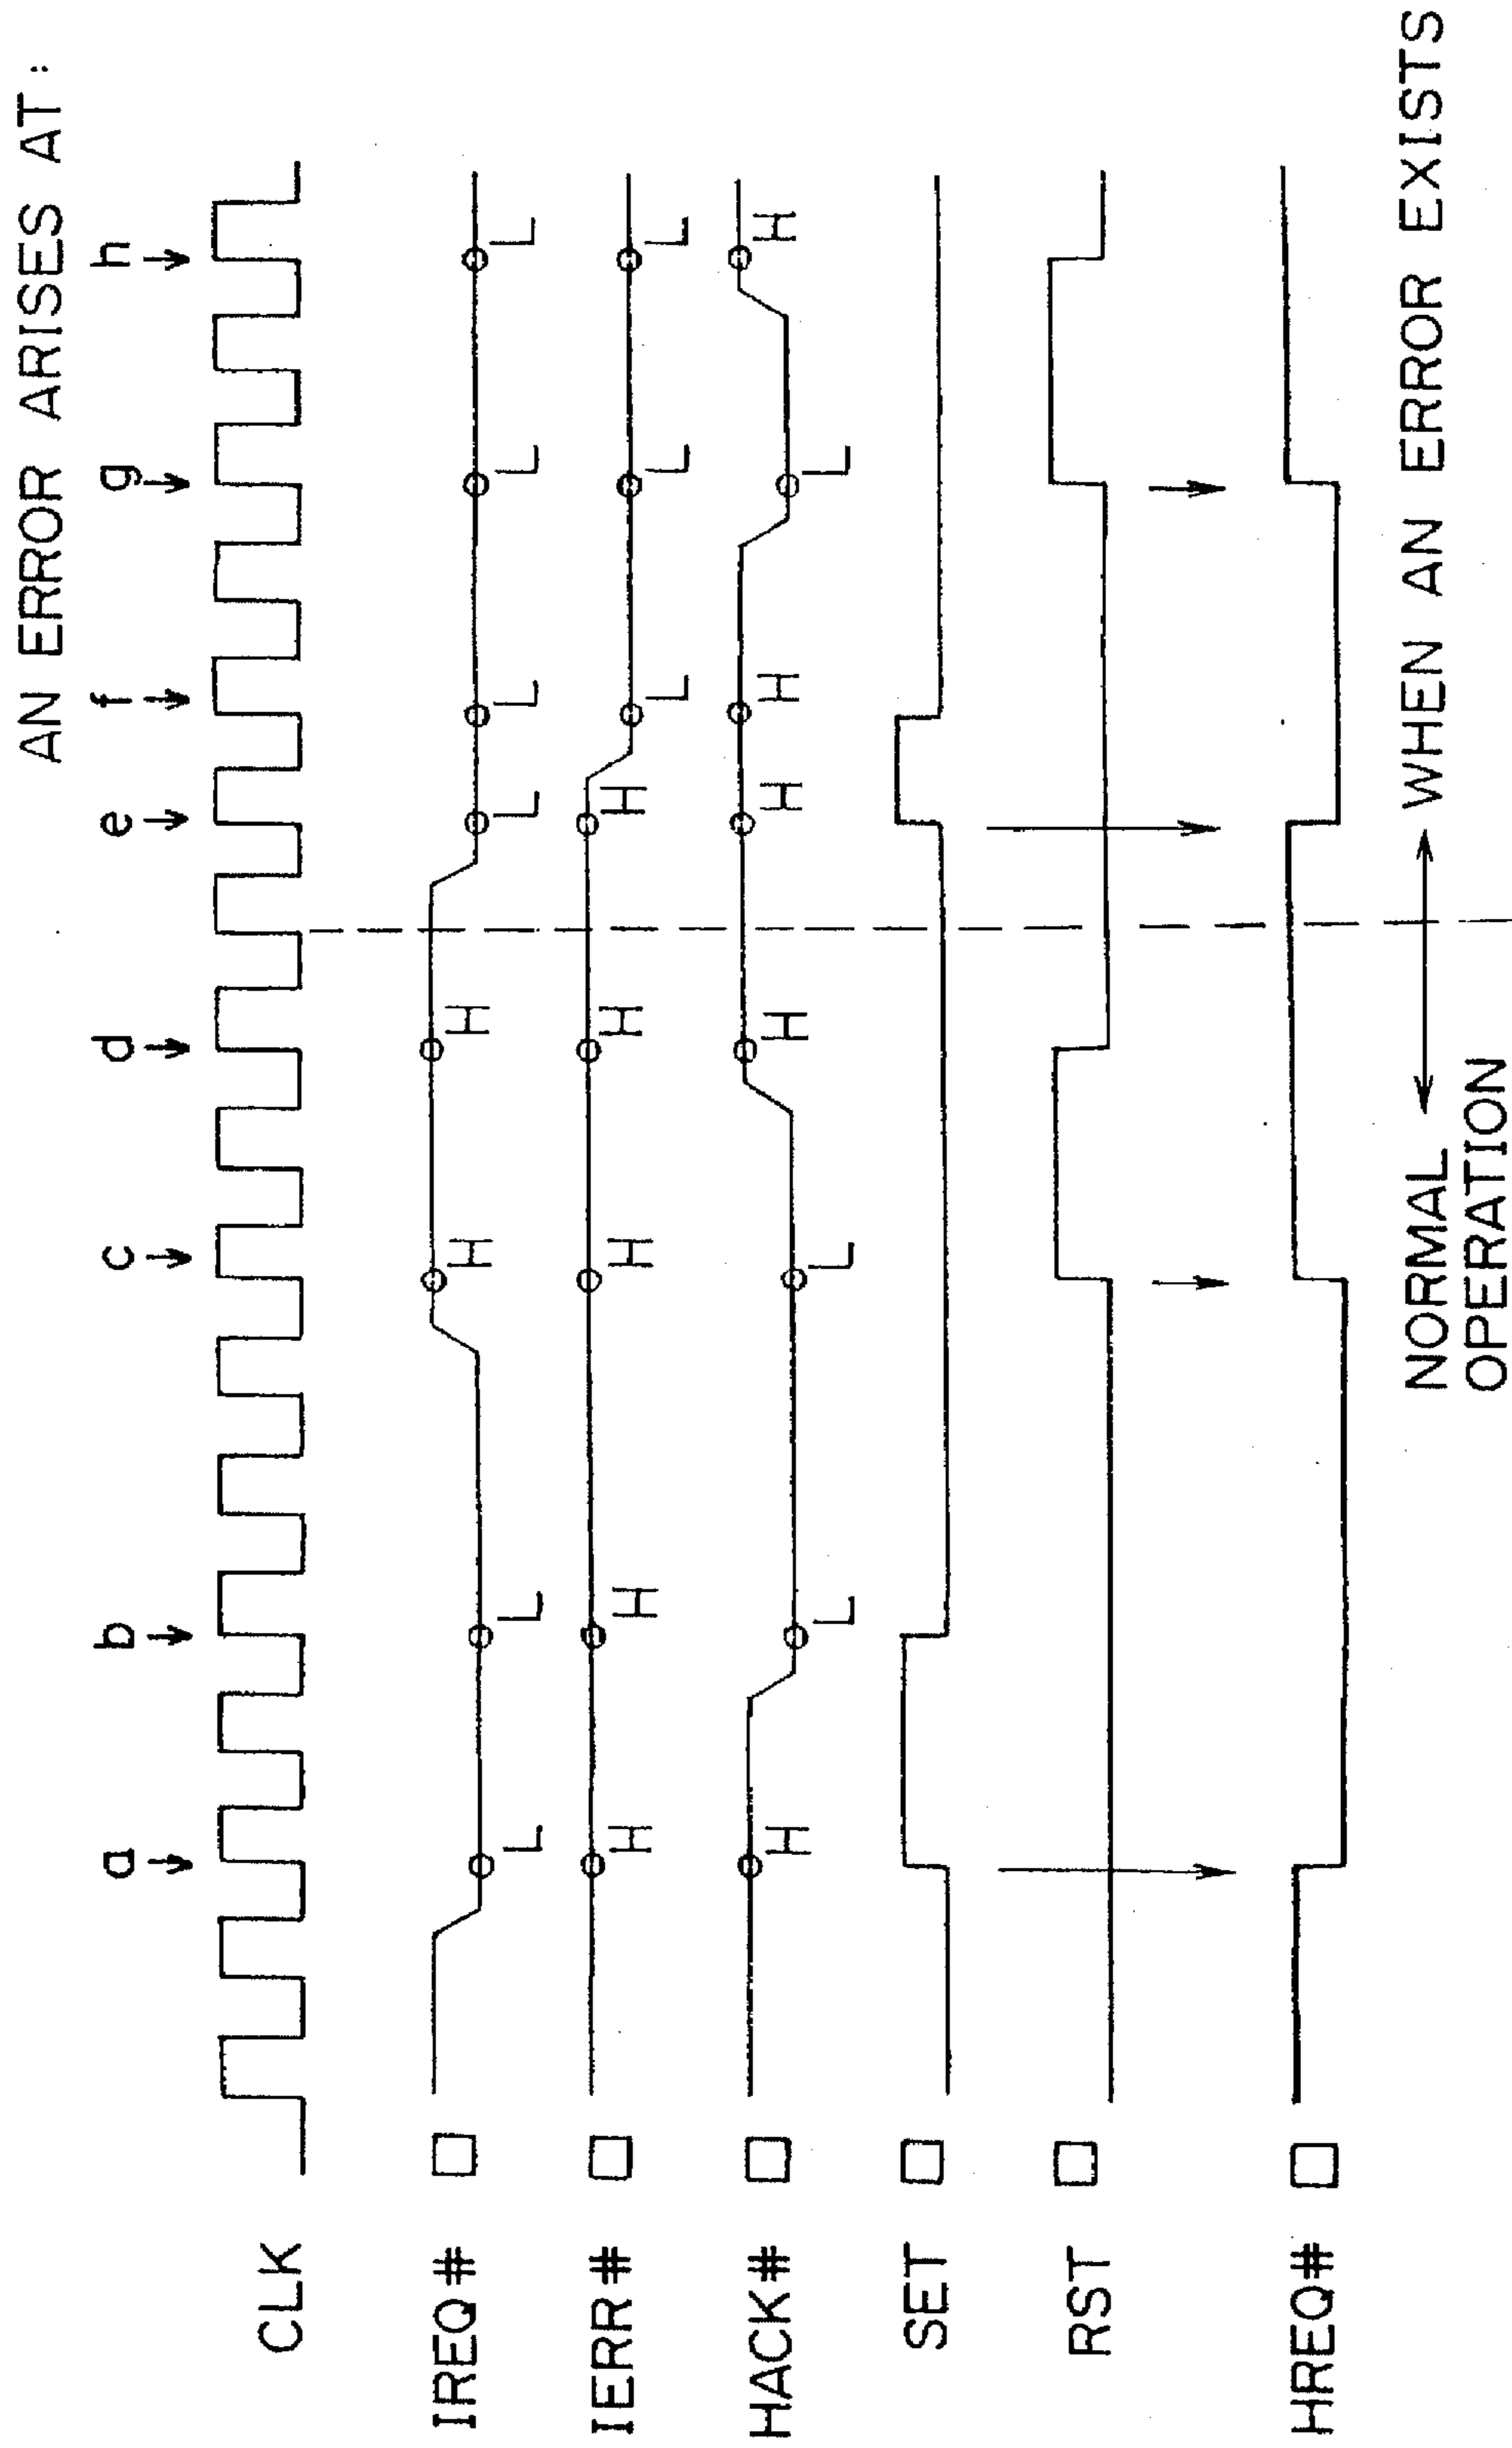 AN ERROR ARISES AT:
a b c d e f g h
CLK
IREQ# L L H H L L L L
IERR# H H H H H L L L
HACK# H L L H H H L H
SET
RST
HREQ#
NORMAL OPERATION
WHEN AN ERROR EXISTS